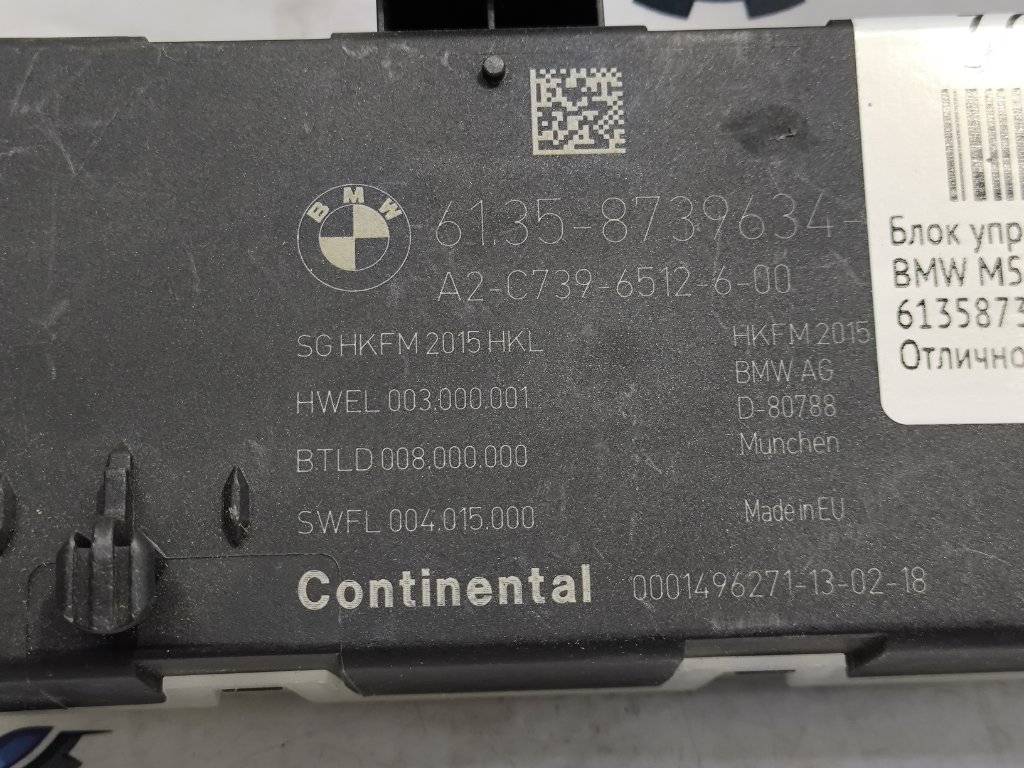 BMW
61.35-8739634-
A2-C739-6512-6-00
SG HKFM 2015 HKL
HWEL 003.000.001
BTLD 008.000.000
SWFL 004.015.000
HKFM 2015
BMW AG
D-80788
Munchen
Made in EU
Continental 0001496271-13-02-18
Блок упр
BMW M5
6135873
Отлично